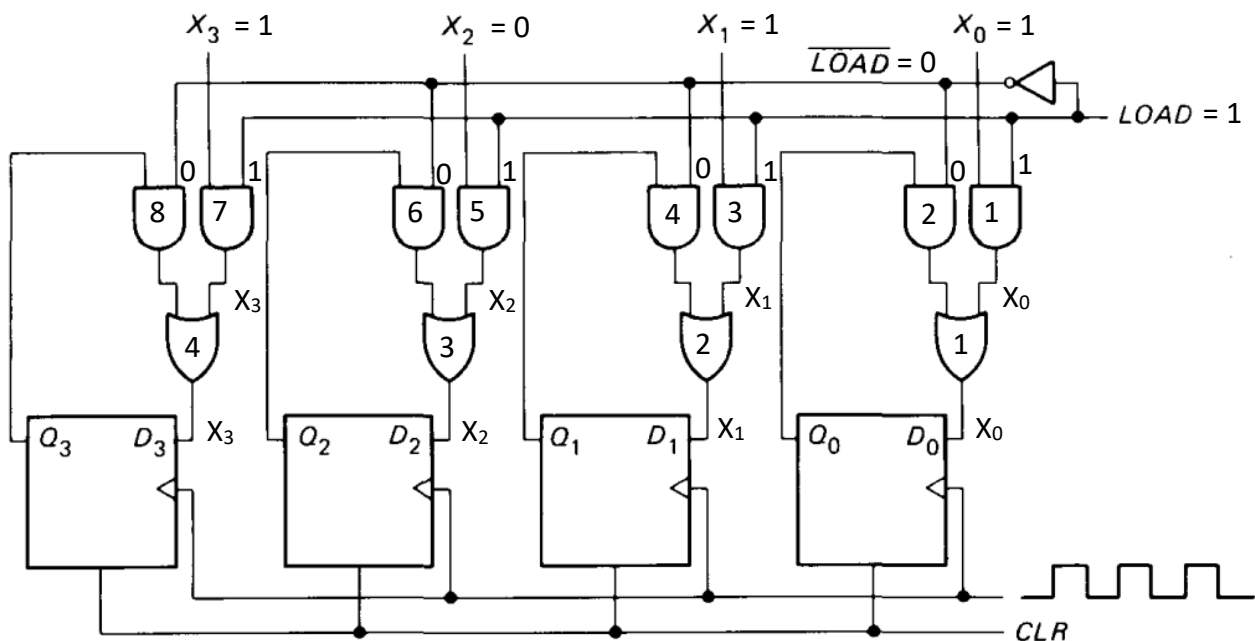 X₃ = 1 X₂ = 0 X₁ = 1 X₀ = 1
L̅O̅A̅D̅ = 0
LOAD = 1
0 1 0 1 0 1 0 1
8 7 6 5 4 3 2 1
X₃ X₂ X₁ X₀
4 3 2 1
X₃ X₂ X₁ X₀
Q₃ D₃ Q₂ D₂ Q₁ D₁ Q₀ D₀
CLR